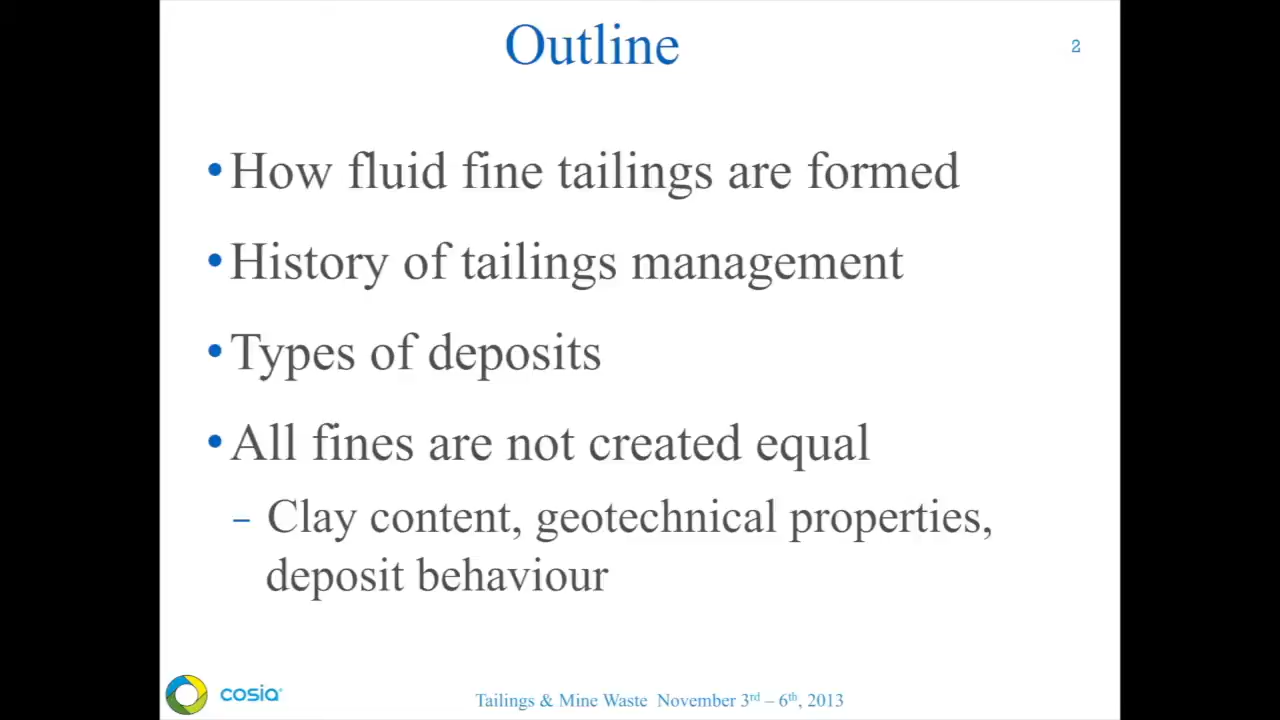 Outline
2
•How fluid fine tailings are formed
•History of tailings management
•Types of deposits
•All fines are not created equal
– Clay content, geotechnical properties,
deposit behaviour
cosia
Tailings & Mine Waste November 3rd – 6th, 2013